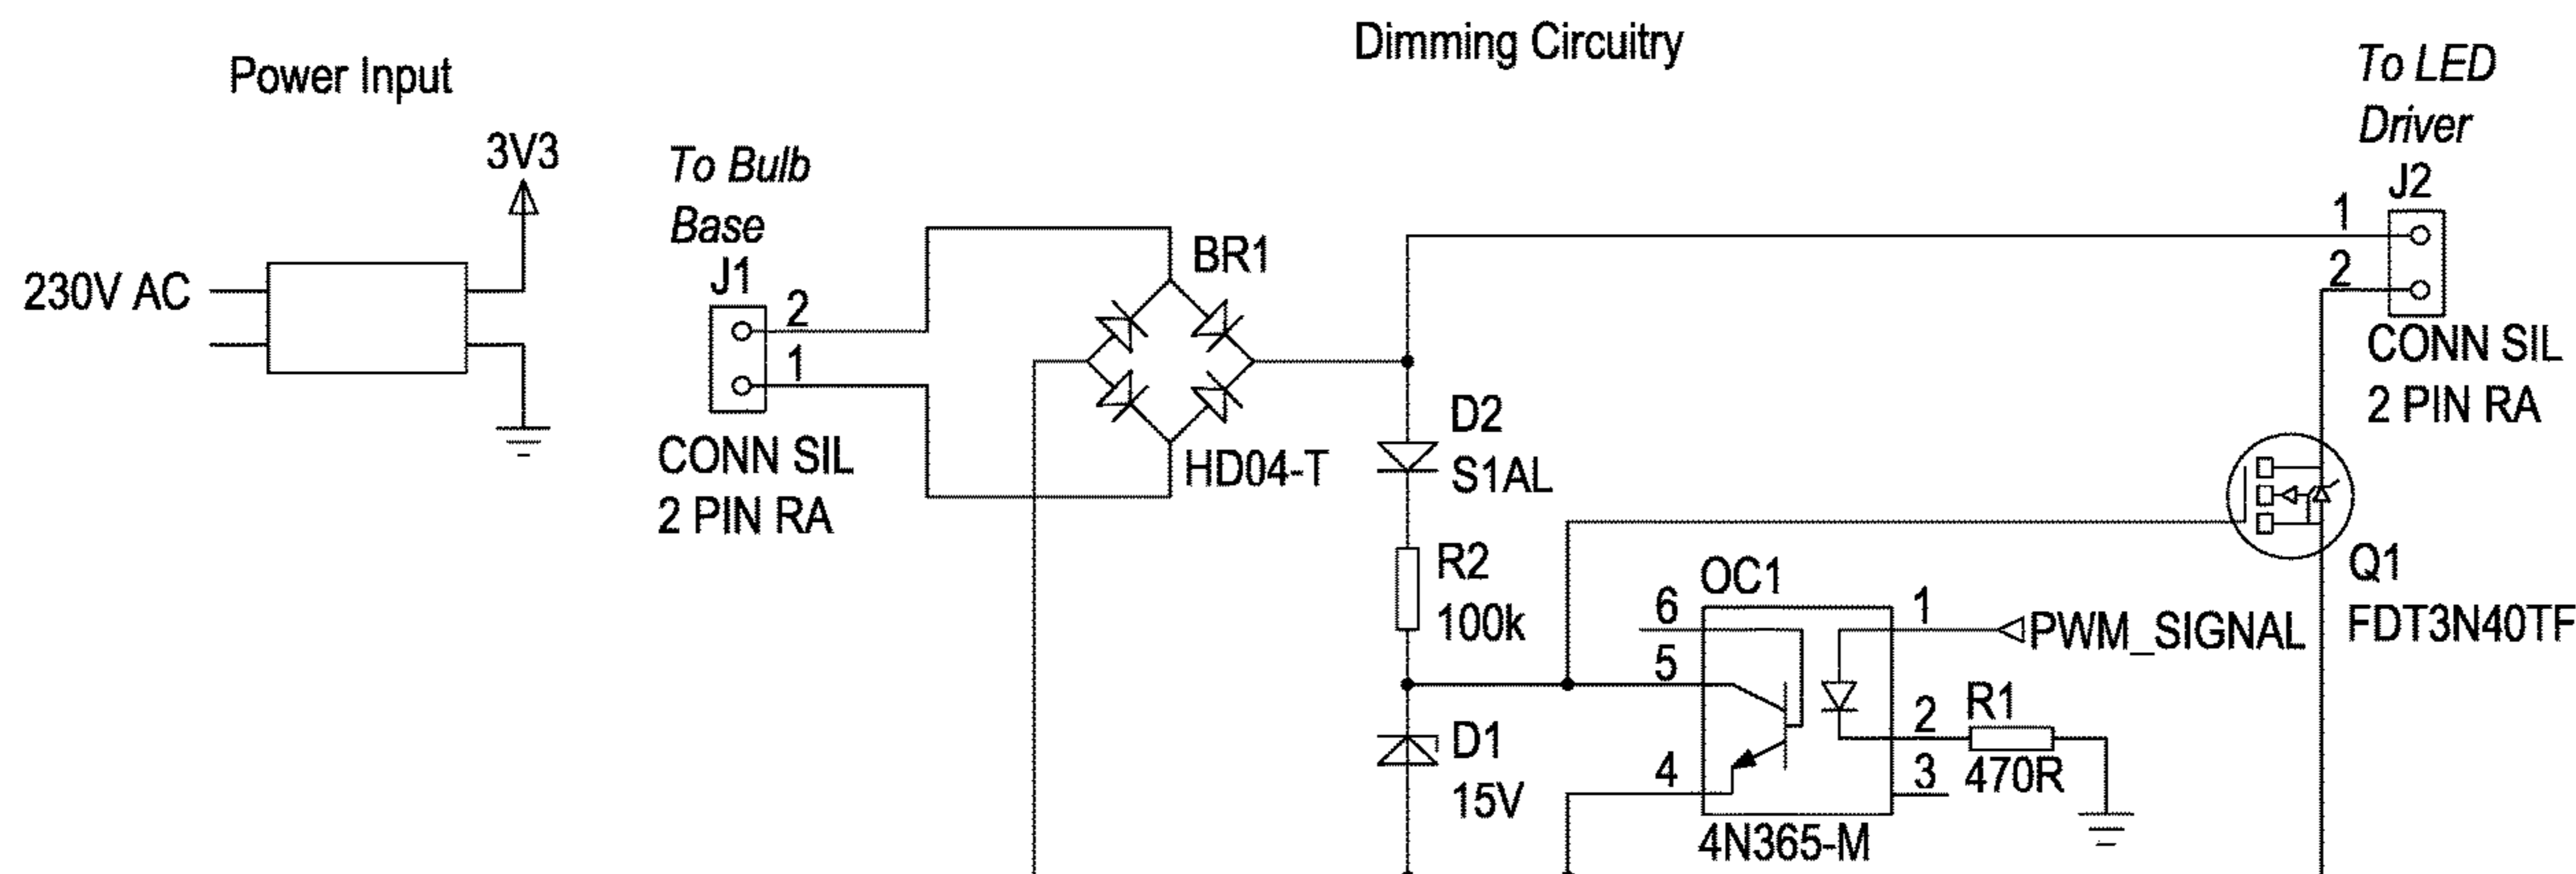 Dimming Circuitry
Power Input
To LED
Driver
J2
3V3
To Bulb
Base
J1
230V AC
2
1
CONN SIL
2 PIN RA
BR1
HD04-T
1
2
CONN SIL
2 PIN RA
D2
S1AL
R2
100k
D1
15V
OC1
6
5
4
1
2
3
4N365-M
PWM_SIGNAL
R1
470R
Q1
FDT3N40TF